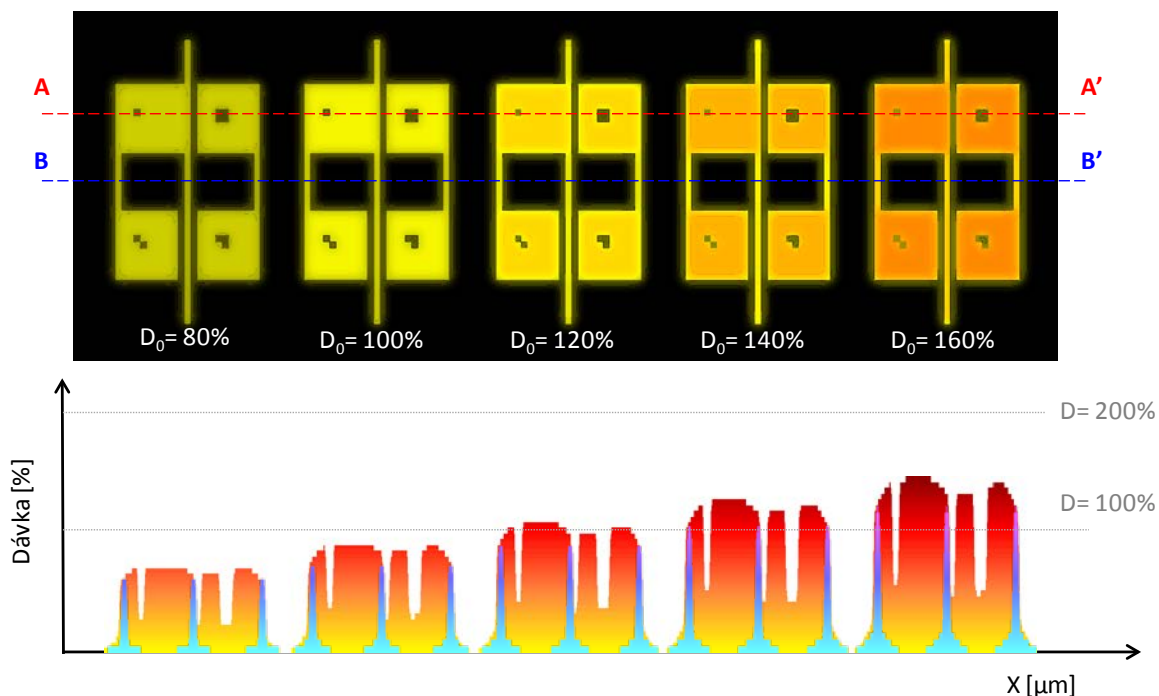 A A’
B B’
D₀= 80% D₀= 100% D₀= 120% D₀= 140% D₀= 160%
D= 200%
D= 100%
Dávka [%]
X [µm]